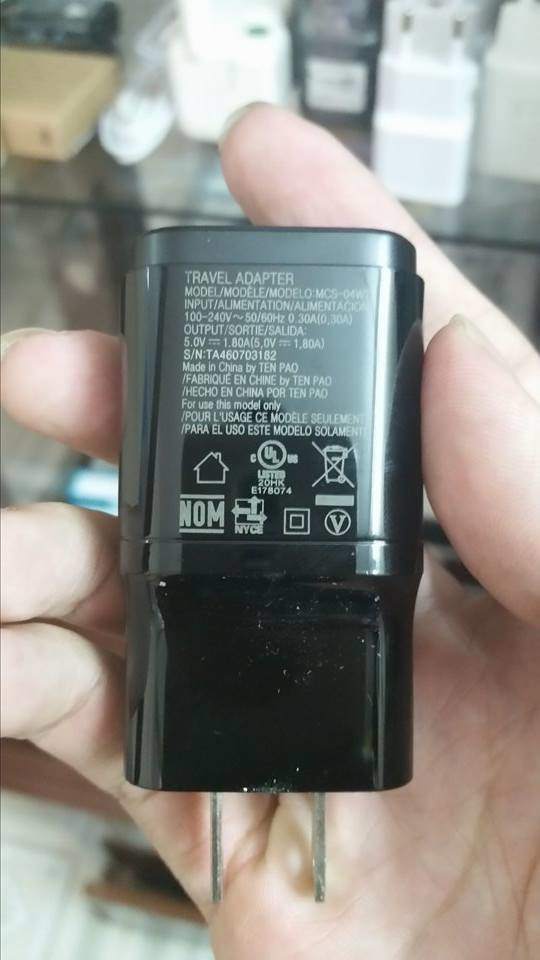 TRAVEL ADAPTER
MODEL/MODÈLE/MODELO:MCS-04W
INPUT/ALIMENTATION/ALIMENTACIÓN
100-240V~50/60Hz 0.30A(0,30A)
OUTPUT/SORTIE/SALIDA:
5.0V ⎓ 1.80A(5,0V ⎓ 1,80A)
S/N:TA460703182
Made in China by TEN PAO
/FABRIQUÉ EN CHINE by TEN PAO
/HECHO EN CHINA POR TEN PAO
For use this model only
/POUR L'USAGE CE MODÈLE SEULEMENT
/PARA EL USO ESTE MODELO SOLAMENT
C UL US
LISTED
20HK
E178074
NOM
NYCE
V